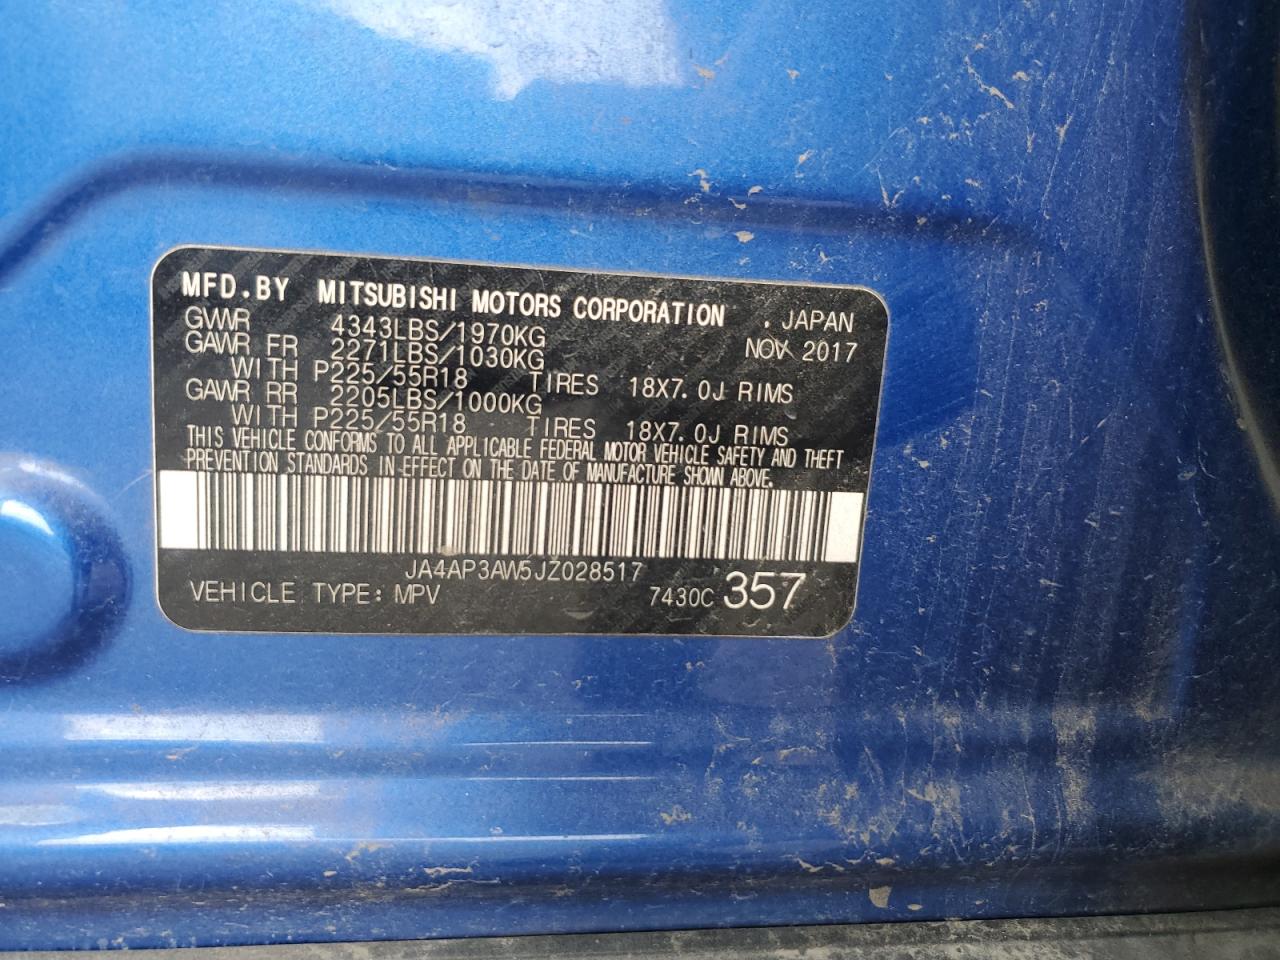 MFD.BY MITSUBISHI MOTORS CORPORATION . JAPAN
GVWR 4343LBS/1970KG NOV 2017
GAWR FR 2271LBS/1030KG
WITH P225/55R18 TIRES 18X7.0J RIMS
GAWR RR 2205LBS/1000KG
WITH P225/55R18 TIRES 18X7.0J RIMS
THIS VEHICLE CONFORMS TO ALL APPLICABLE FEDERAL MOTOR VEHICLE SAFETY AND THEFT
PREVENTION STANDARDS IN EFFECT ON THE DATE OF MANUFACTURE SHOWN ABOVE.
JA4AP3AW5JZ028517
VEHICLE TYPE: MPV 7430C 357